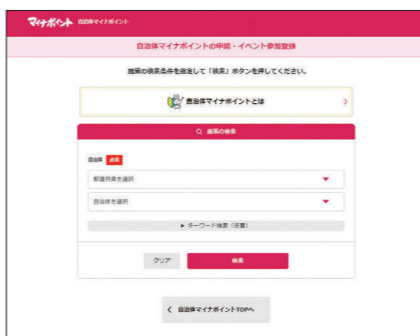 マイナポイント 自治体マイナポイント
自治体マイナポイントの申請・イベント参加登録
施策の検索条件を指定して「検索」ボタンを押してください。
自治体マイナポイントとは
施策の検索
自治体 必須
都道府県を選択
自治体を選択
▶ キーワード検索（任意）
クリア 検索
自治体マイナポイントTOPへ